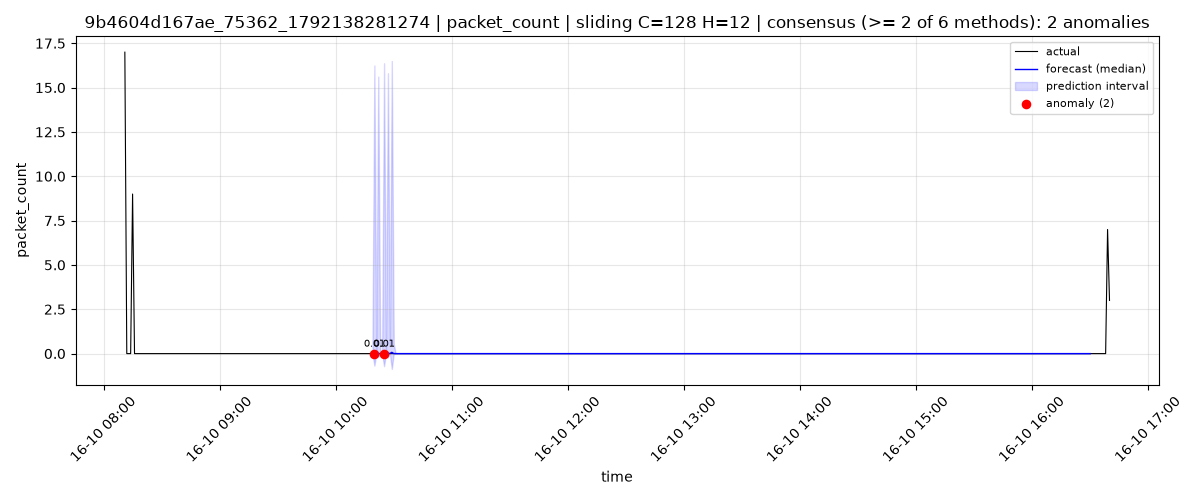 9b4604d167ae_75362_1792138281274 | packet_count | sliding C=128 H=12 | consensus (>= 2 of 6 methods): 2 anomalies
17.5
15.0
12.5
10.0
7.5
5.0
2.5
0.0
packet_count
actual
forecast (median)
prediction interval
anomaly (2)
16-10 08:00
16-10 09:00
16-10 10:00
16-10 11:00
16-10 12:00
16-10 13:00
16-10 14:00
16-10 15:00
16-10 16:00
16-10 17:00
time